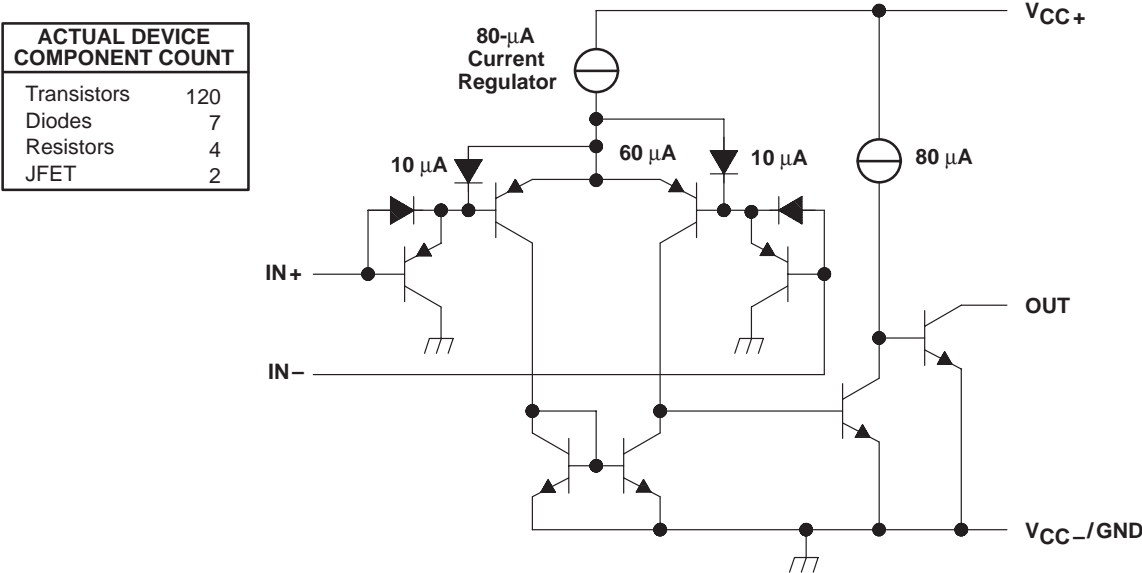 ACTUAL DEVICE
COMPONENT COUNT
Transistors 120
Diodes 7
Resistors 4
JFET 2
VCC+
80-μA
Current
Regulator
10 μA
60 μA
10 μA
80 μA
IN+
OUT
IN−
VCC−/GND